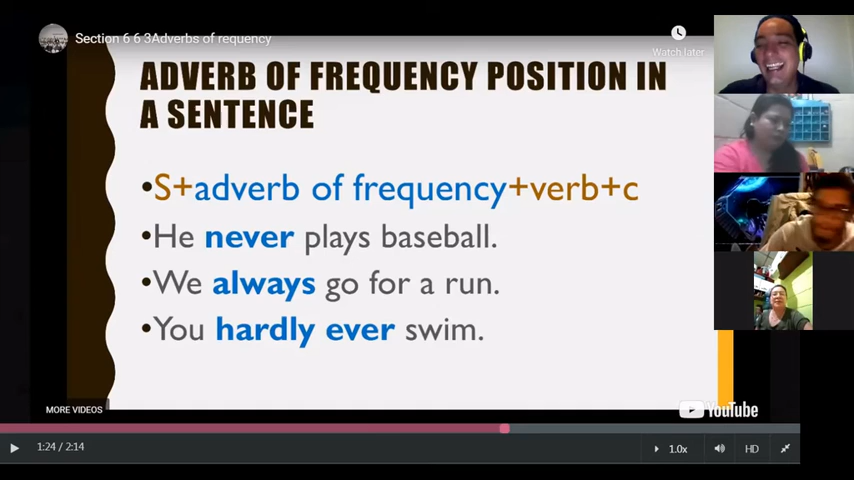 Section 6 6 3Adverbs of requency
Watch later
ADVERB OF FREQUENCY POSITION IN
A SENTENCE
•S+adverb of frequency+verb+c
•He never plays baseball.
•We always go for a run.
•You hardly ever swim.
MORE VIDEOS
YouTube
1:24 / 2:14
1.0x
HD